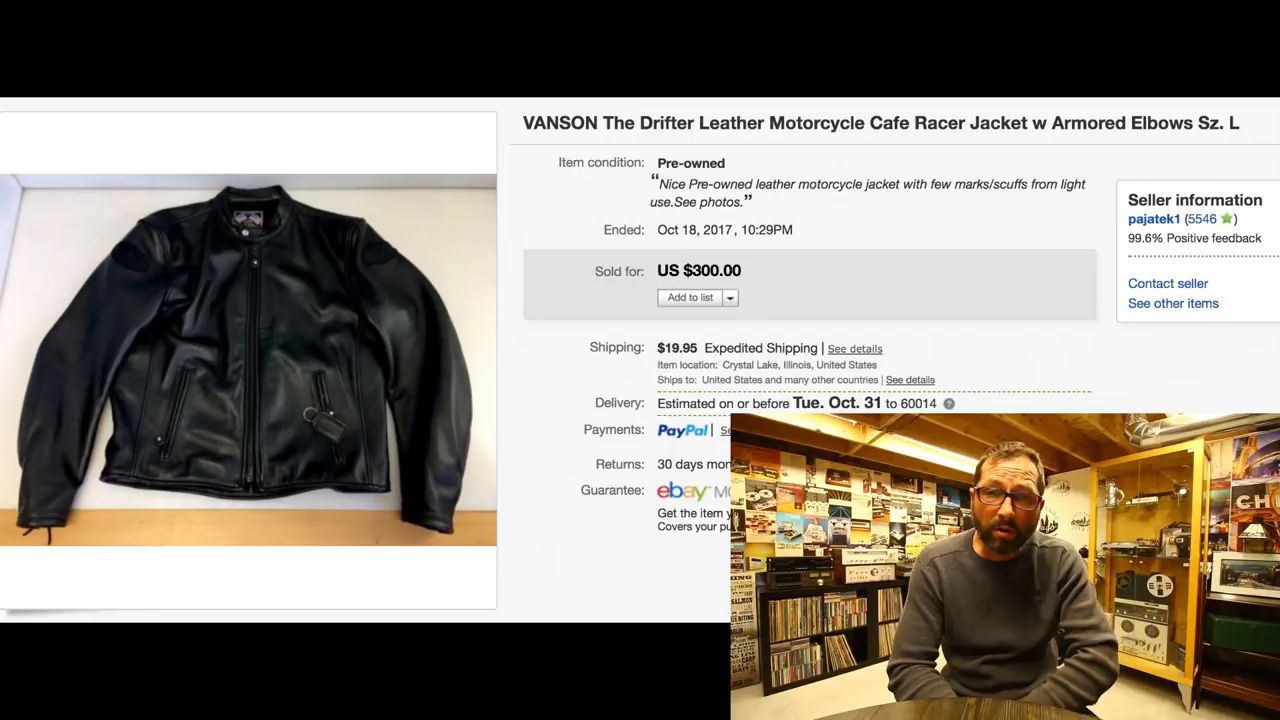 VANSON The Drifter Leather Motorcycle Cafe Racer Jacket w Armored Elbows Sz. L
Item condition: Pre-owned
“Nice Pre-owned leather motorcycle jacket with few marks/scuffs from light
use.See photos.”
Ended: Oct 18, 2017 , 10:29PM
Sold for: US $300.00
Add to list
Shipping: $19.95 Expedited Shipping | See details
Item location: Crystal Lake, Illinois, United States
Ships to: United States and many other countries | See details
Delivery: Estimated on or before Tue. Oct. 31 to 60014
Payments: PayPal | Se
Returns: 30 days mon
Guarantee: ebay M
Get the item y
Covers your pu
Seller information
pajatek1 (5546)
99.6% Positive feedback
Contact seller
See other items
CH
SALMON
BAIT